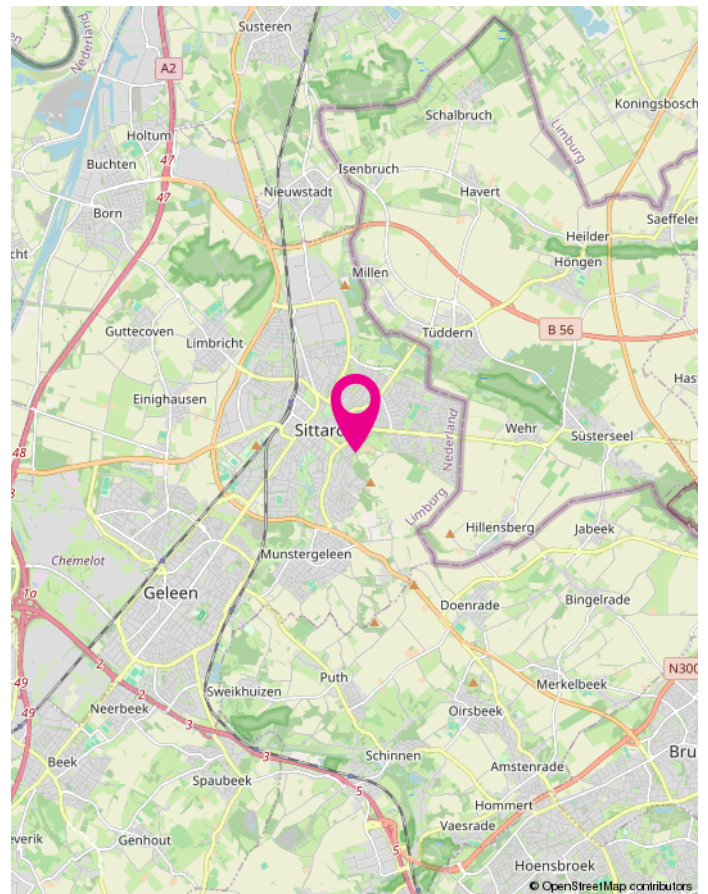 Susteren
Nederland
A2
Koningsbosch
Schalbruch
Limburg
Holtum
47
Buchten
Isenbruch
47
Nieuwstadt
Havert
Born
Saeffelen
Heilder
Höngen
Millen
Guttecoven
Limbricht
Tüddern
B 56
Einighausen
Sittard
Nederland
Wehr
Süsterseel
48
Limburg
Hillensberg
Jabeek
Chemelot
Munstergeleen
1a
Geleen
Doenrade
Bingelrade
2
Puth
N300
49
2
Sweikhuizen
Merkelbeek
49
Neerbeek
3
Oirsbeek
Bru
Beek
3
Schinnen
Amstenrade
Spaubeek
5
Hommert
Vaesrade
Genhout
5
Hoensbroek
© OpenStreetMap contributors